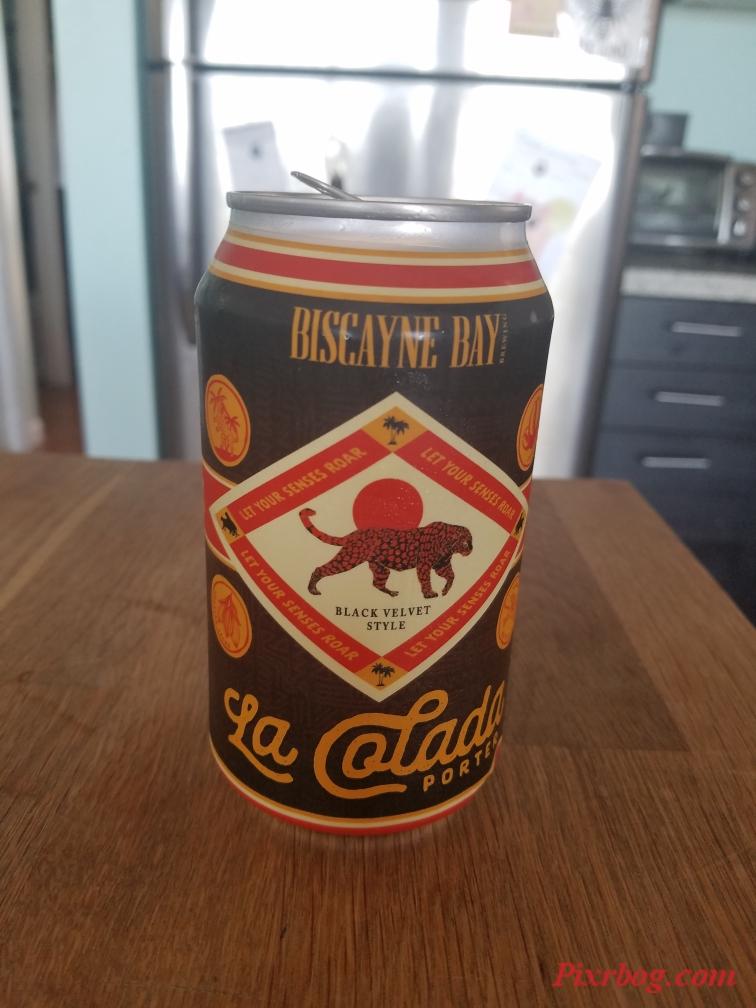 BISCAYNE BAY
BREWING
LET YOUR SENSES ROAR
LET YOUR SENSES ROAR
BLACK VELVET
STYLE
LET YOUR SENSES ROAR
LET YOUR SENSES ROAR
La Colada
PORTER
Pixrbog.com